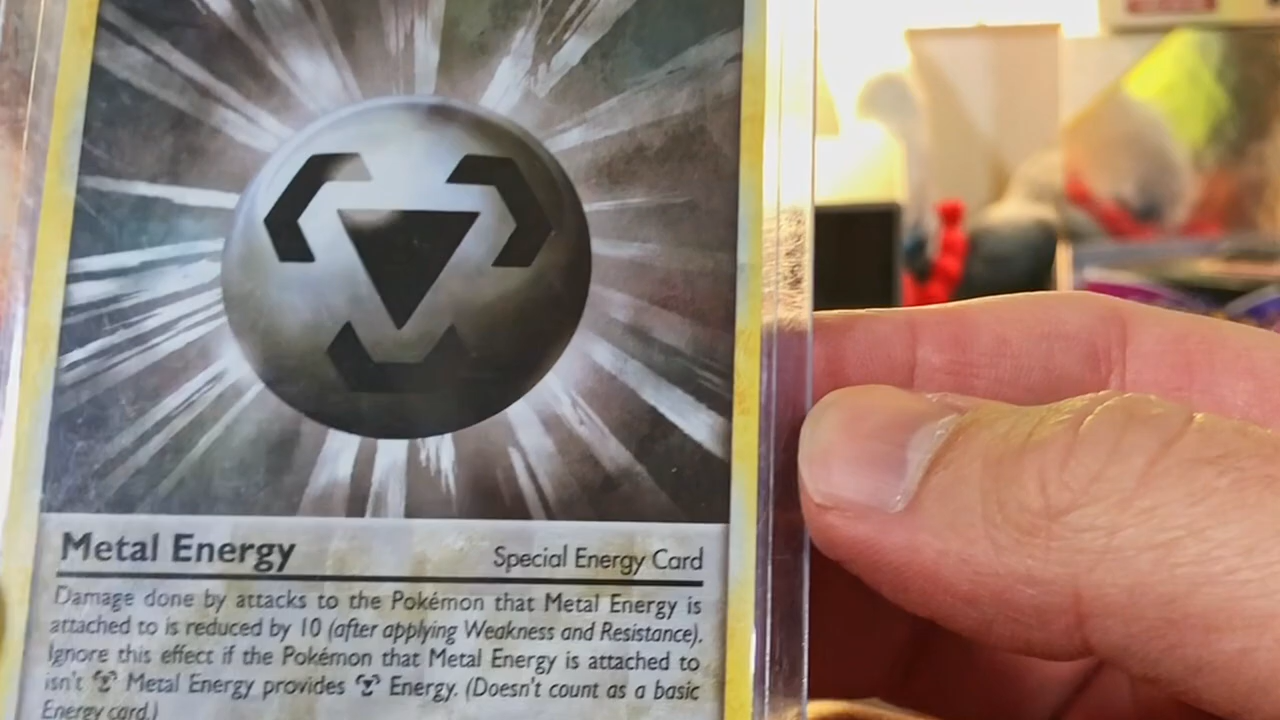 Metal Energy
Special Energy Card
Damage done by attacks to the Pokémon that Metal Energy is
attached to is reduced by 10 (after applying Weakness and Resistance).
Ignore this effect if the Pokémon that Metal Energy is attached to
isn't Metal Energy provides Energy. (Doesn't count as a basic
Energy card.)